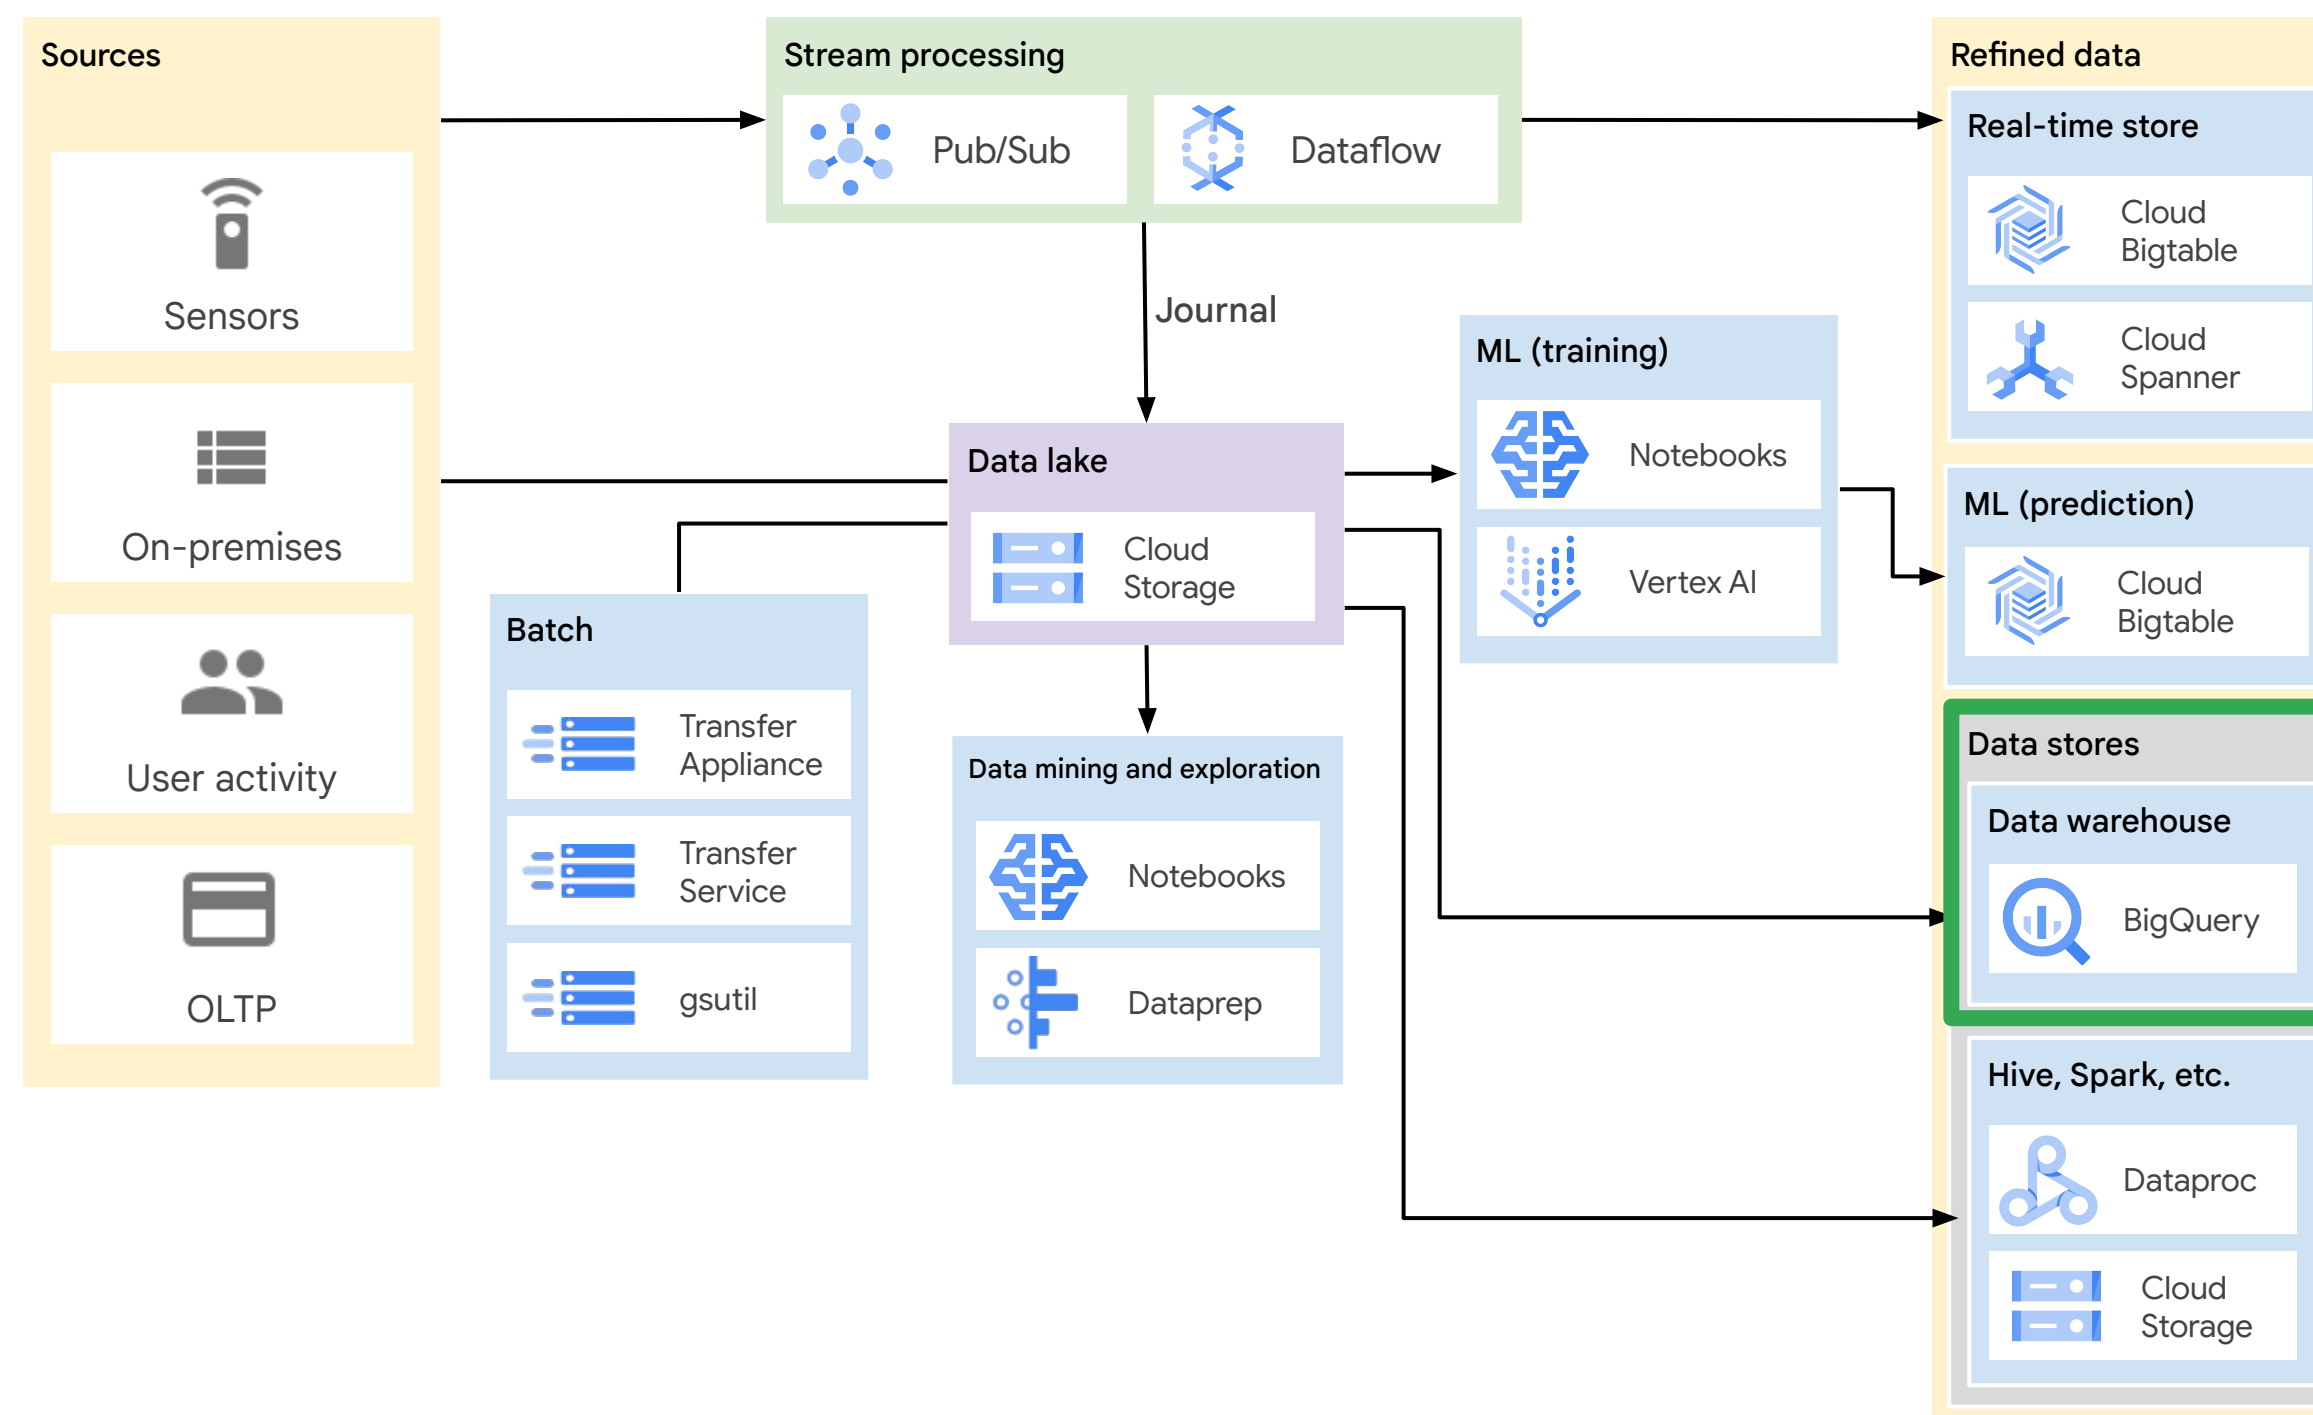 Sources
Sensors
On-premises
User activity
OLTP
Stream processing
Pub/Sub
Dataflow
Journal
Batch
Transfer
Appliance
Transfer
Service
gsutil
Data lake
Cloud
Storage
Data mining and exploration
Notebooks
Dataprep
ML (training)
Notebooks
Vertex AI
Refined data
Real-time store
Cloud
Bigtable
Cloud
Spanner
ML (prediction)
Cloud
Bigtable
Data stores
Data warehouse
BigQuery
Hive, Spark, etc.
Dataproc
Cloud
Storage